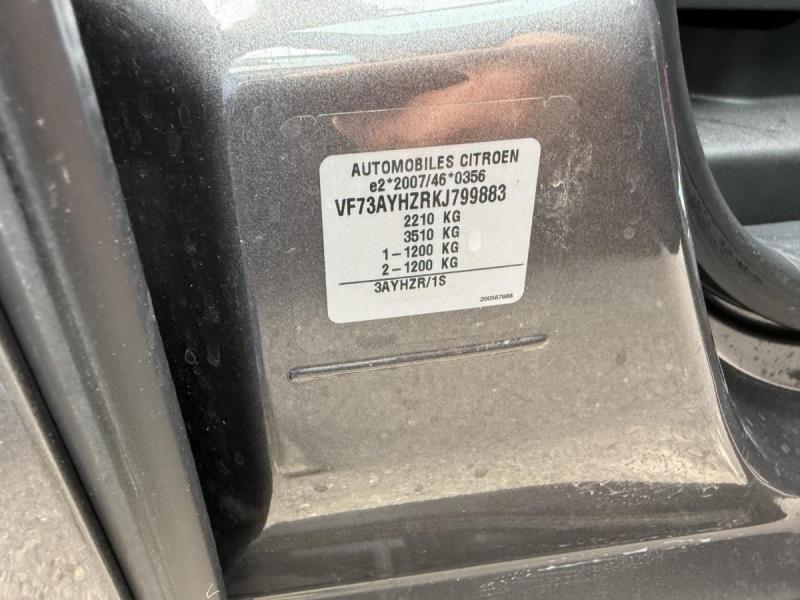 AUTOMOBILES CITROEN
e2*2007/46*0356
VF73AYHZRKJ799883
2210 KG
3510 KG
1-1200 KG
2-1200 KG
3AYHZR/1S
200567888